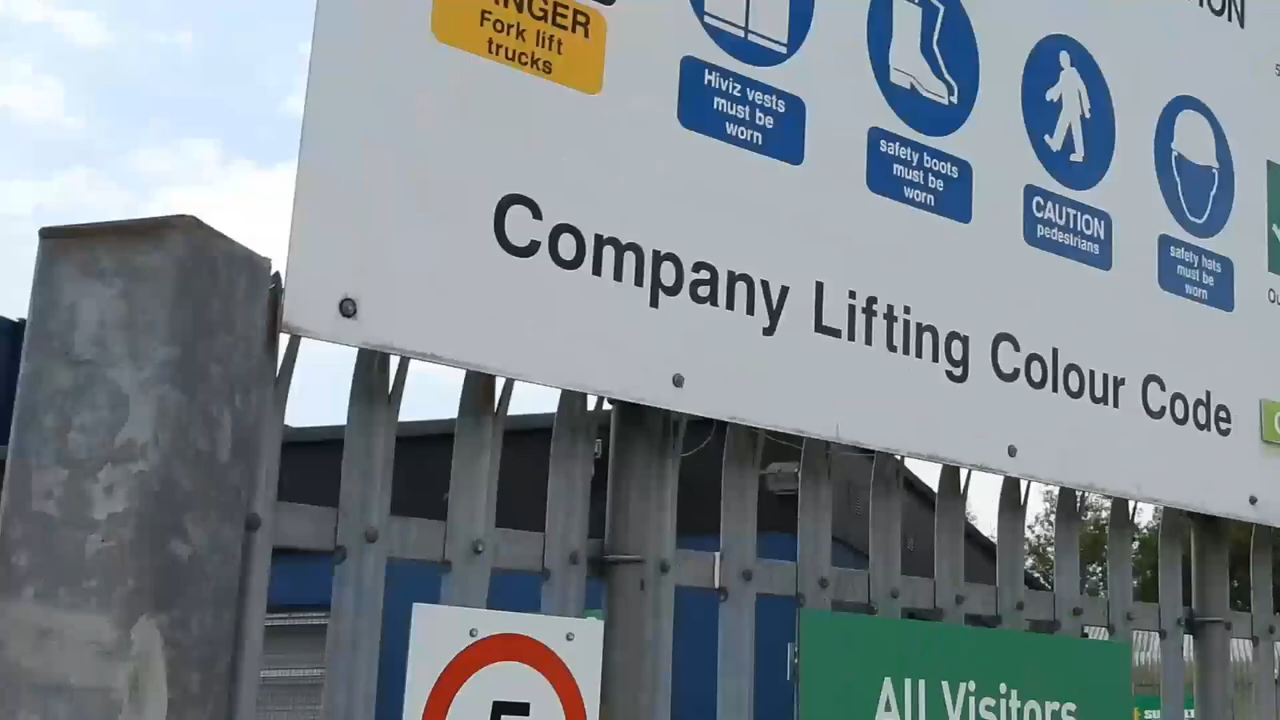 Fork lift
trucks
Hiviz vests
must be
worn
safety boots
must be
worn
CAUTION
pedestrians
safety hats
must be
worn
Company Lifting Colour Code
5
All Visitors